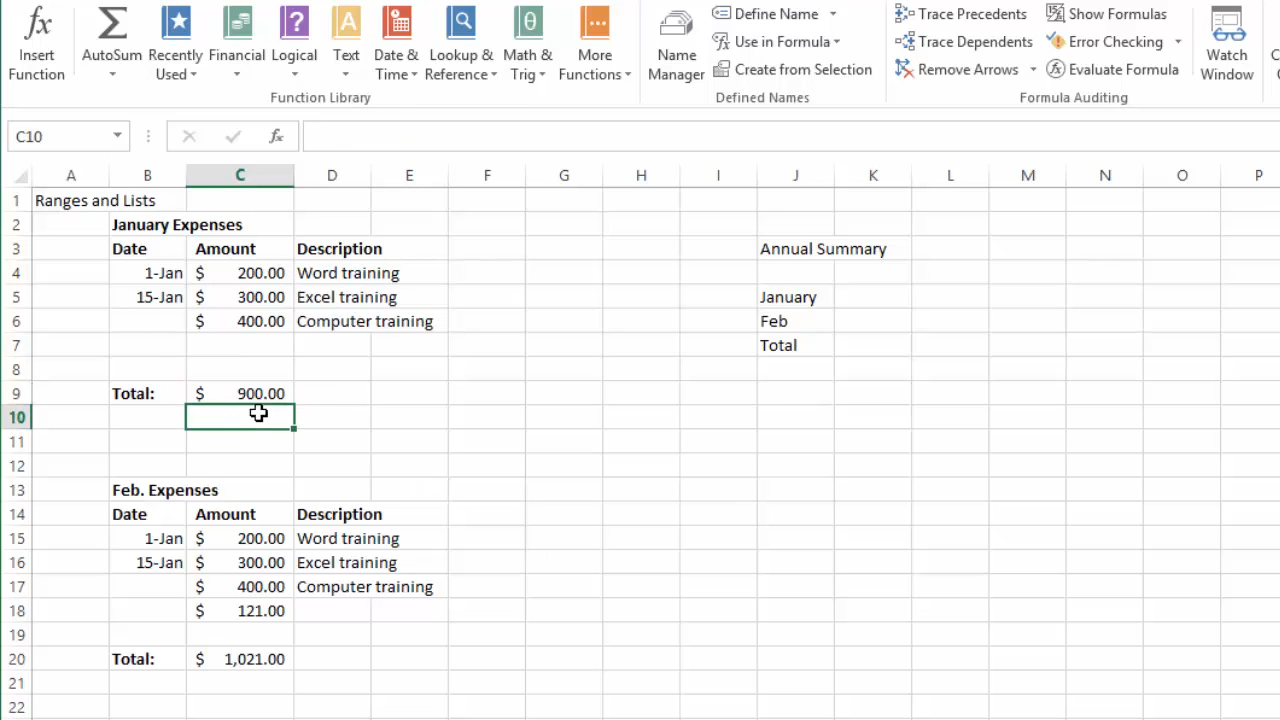 Insert Function
AutoSum
Recently Used
Financial
Logical
Text
Date & Time
Lookup & Reference
Math & Trig
More Functions
Function Library
Name Manager
Define Name
Use in Formula
Create from Selection
Defined Names
Trace Precedents
Trace Dependents
Remove Arrows
Show Formulas
Error Checking
Evaluate Formula
Formula Auditing
Watch Window
C10
fx
A B C D E F G H I J K L M N O P
1 Ranges and Lists
2 January Expenses
3 Date Amount Description Annual Summary
4 1-Jan $ 200.00 Word training
5 15-Jan $ 300.00 Excel training January
6 $ 400.00 Computer training Feb
7 Total
8
9 Total: $ 900.00
10
11
12
13 Feb. Expenses
14 Date Amount Description
15 1-Jan $ 200.00 Word training
16 15-Jan $ 300.00 Excel training
17 $ 400.00 Computer training
18 $ 121.00
19
20 Total: $ 1,021.00
21
22